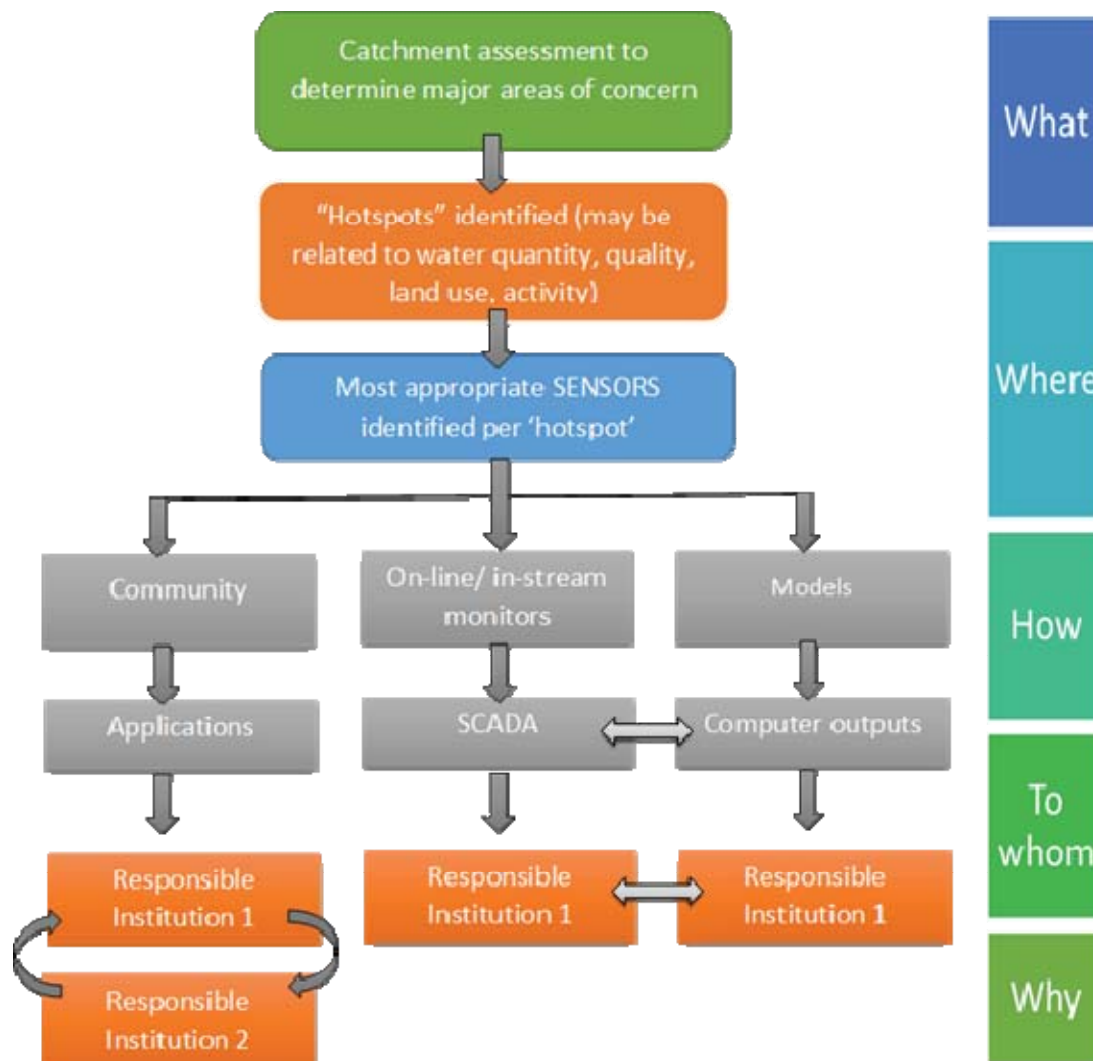 Catchment assessment to
determine major areas of concern
What
"Hotspots" identified (may be
related to water quantity, quality,
land use, activity)
Most appropriate SENSORS
identified per 'hotspot'
Where
Community
On-line/ in-stream
monitors
Models
How
Applications
SCADA
Computer outputs
To
whom
Responsible
Institution 1
Responsible
Institution 1
Responsible
Institution 1
Responsible
Institution 2
Why